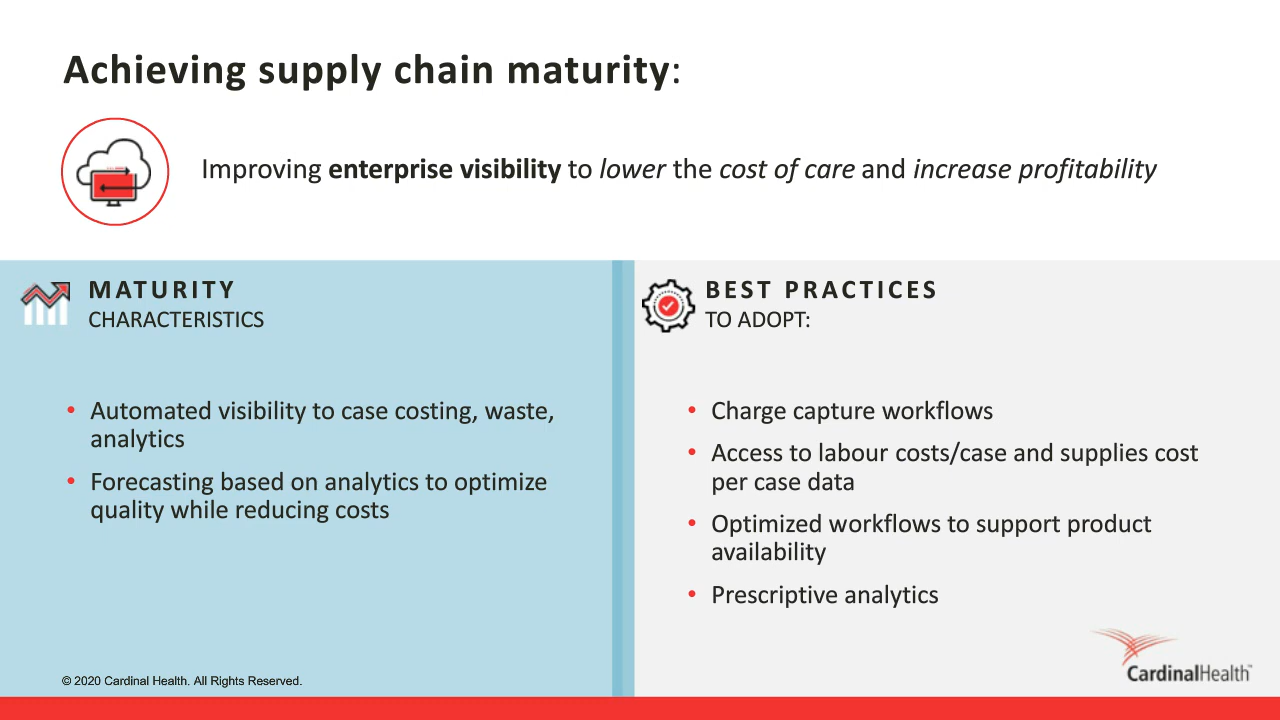 Achieving supply chain maturity:
Improving enterprise visibility to lower the cost of care and increase profitability
MATURITY
CHARACTERISTICS
• Automated visibility to case costing, waste,
analytics
• Forecasting based on analytics to optimize
quality while reducing costs
BEST PRACTICES
TO ADOPT:
• Charge capture workflows
• Access to labour costs/case and supplies cost
per case data
• Optimized workflows to support product
availability
• Prescriptive analytics
© 2020 Cardinal Health. All Rights Reserved.
CardinalHealth™